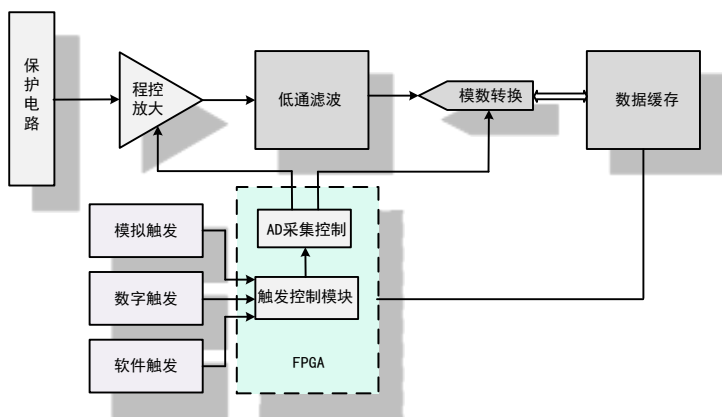 保
护
电
路
程控
放大
低通滤波
模数转换
数据缓存
AD采集控制
模拟触发
触发控制模块
数字触发
软件触发
FPGA